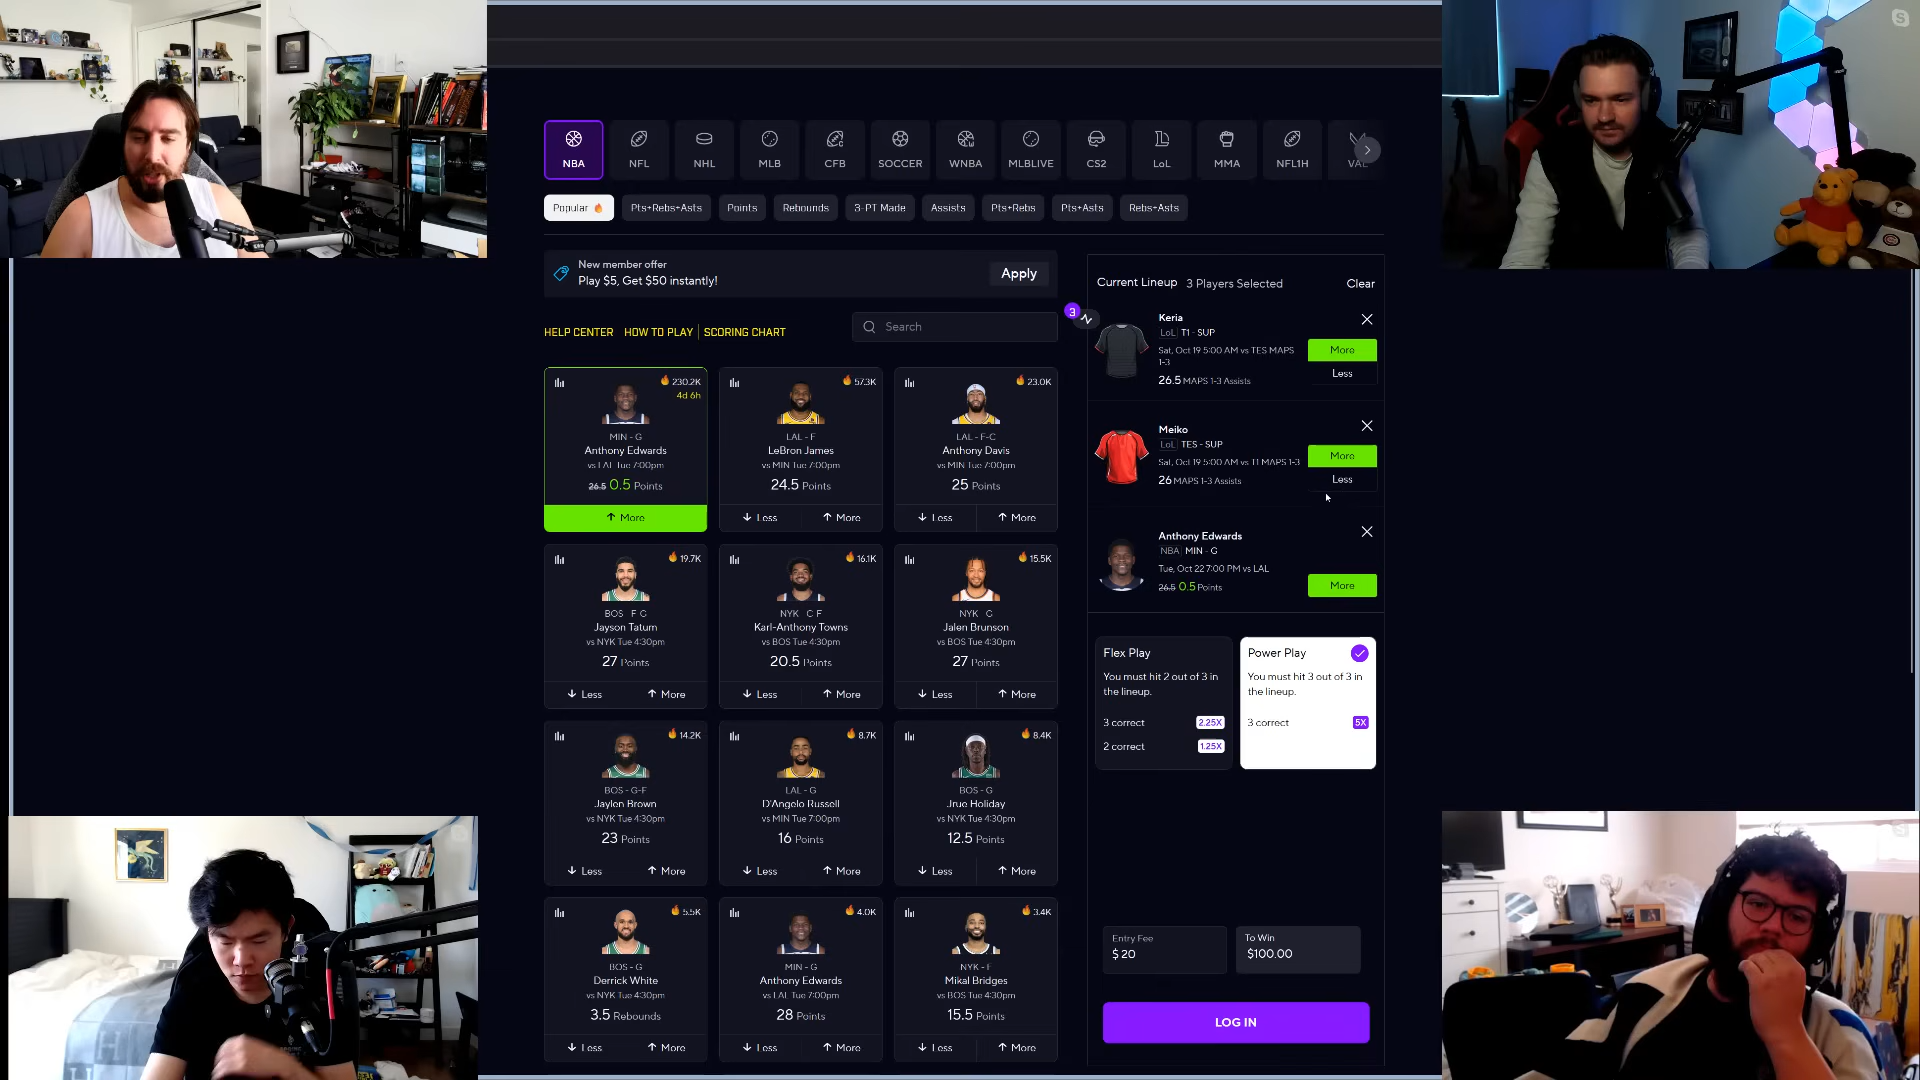 NBA
NFL
NHL
MLB
CFB
SOCCER
WNBA
MLBLIVE
CS2
LoL
MMA
NFL1H
Popular
Pts+Rebs+Asts
Points
Rebounds
3-PT Made
Assists
Pts+Rebs
Pts+Asts
Rebs+Asts
New member offer
Play $5, Get $50 instantly!
Apply
HELP CENTER
HOW TO PLAY
SCORING CHART
Search
230.2K
4d 6h
MIN - G
Anthony Edwards
vs LAL Tue 7:00pm
26.5 0.5 Points
More
57.3K
LAL - F
LeBron James
vs MIN Tue 7:00pm
24.5 Points
Less
More
23.0K
LAL - F-C
Anthony Davis
vs MIN Tue 7:00pm
25 Points
Less
More
19.7K
BOS F G
Jayson Tatum
vs NYK Tue 4:30pm
27 Points
Less
More
16.1K
NYK C F
Karl-Anthony Towns
vs BOS Tue 4:30pm
20.5 Points
Less
More
15.5K
NYK G
Jalen Brunson
vs BOS Tue 4:30pm
27 Points
Less
More
14.2K
BOS - G-F
Jaylen Brown
vs NYK Tue 4:30pm
23 Points
Less
More
8.7K
LAL - G
D'Angelo Russell
vs MIN Tue 7:00pm
16 Points
Less
More
8.4K
BOS - G
Jrue Holiday
vs NYK Tue 4:30pm
12.5 Points
Less
More
5.5K
BOS - G
Derrick White
vs NYK Tue 4:30pm
3.5 Rebounds
Less
More
4.0K
MIN - G
Anthony Edwards
vs LAL Tue 7:00pm
28 Points
Less
More
3.4K
NYK - F
Mikal Bridges
vs BOS Tue 4:30pm
15.5 Points
Less
More
Current Lineup
3 Players Selected
Clear
3
Keria
LoL T1 - SUP
Sat, Oct 19 5:00 AM vs TES MAPS
1-3
26.5 MAPS 1-3 Assists
More
Less
Meiko
LoL TES - SUP
Sat, Oct 19 5:00 AM vs T1 MAPS 1-3
26 MAPS 1-3 Assists
More
Less
Anthony Edwards
NBA MIN - G
Tue, Oct 22 7:00 PM vs LAL
26.5 0.5 Points
More
Flex Play
You must hit 2 out of 3 in
the lineup.
3 correct 2.25X
2 correct 1.25X
Power Play
You must hit 3 out of 3 in
the lineup.
3 correct 5X
Entry Fee
$ 20
To Win
$100.00
LOG IN